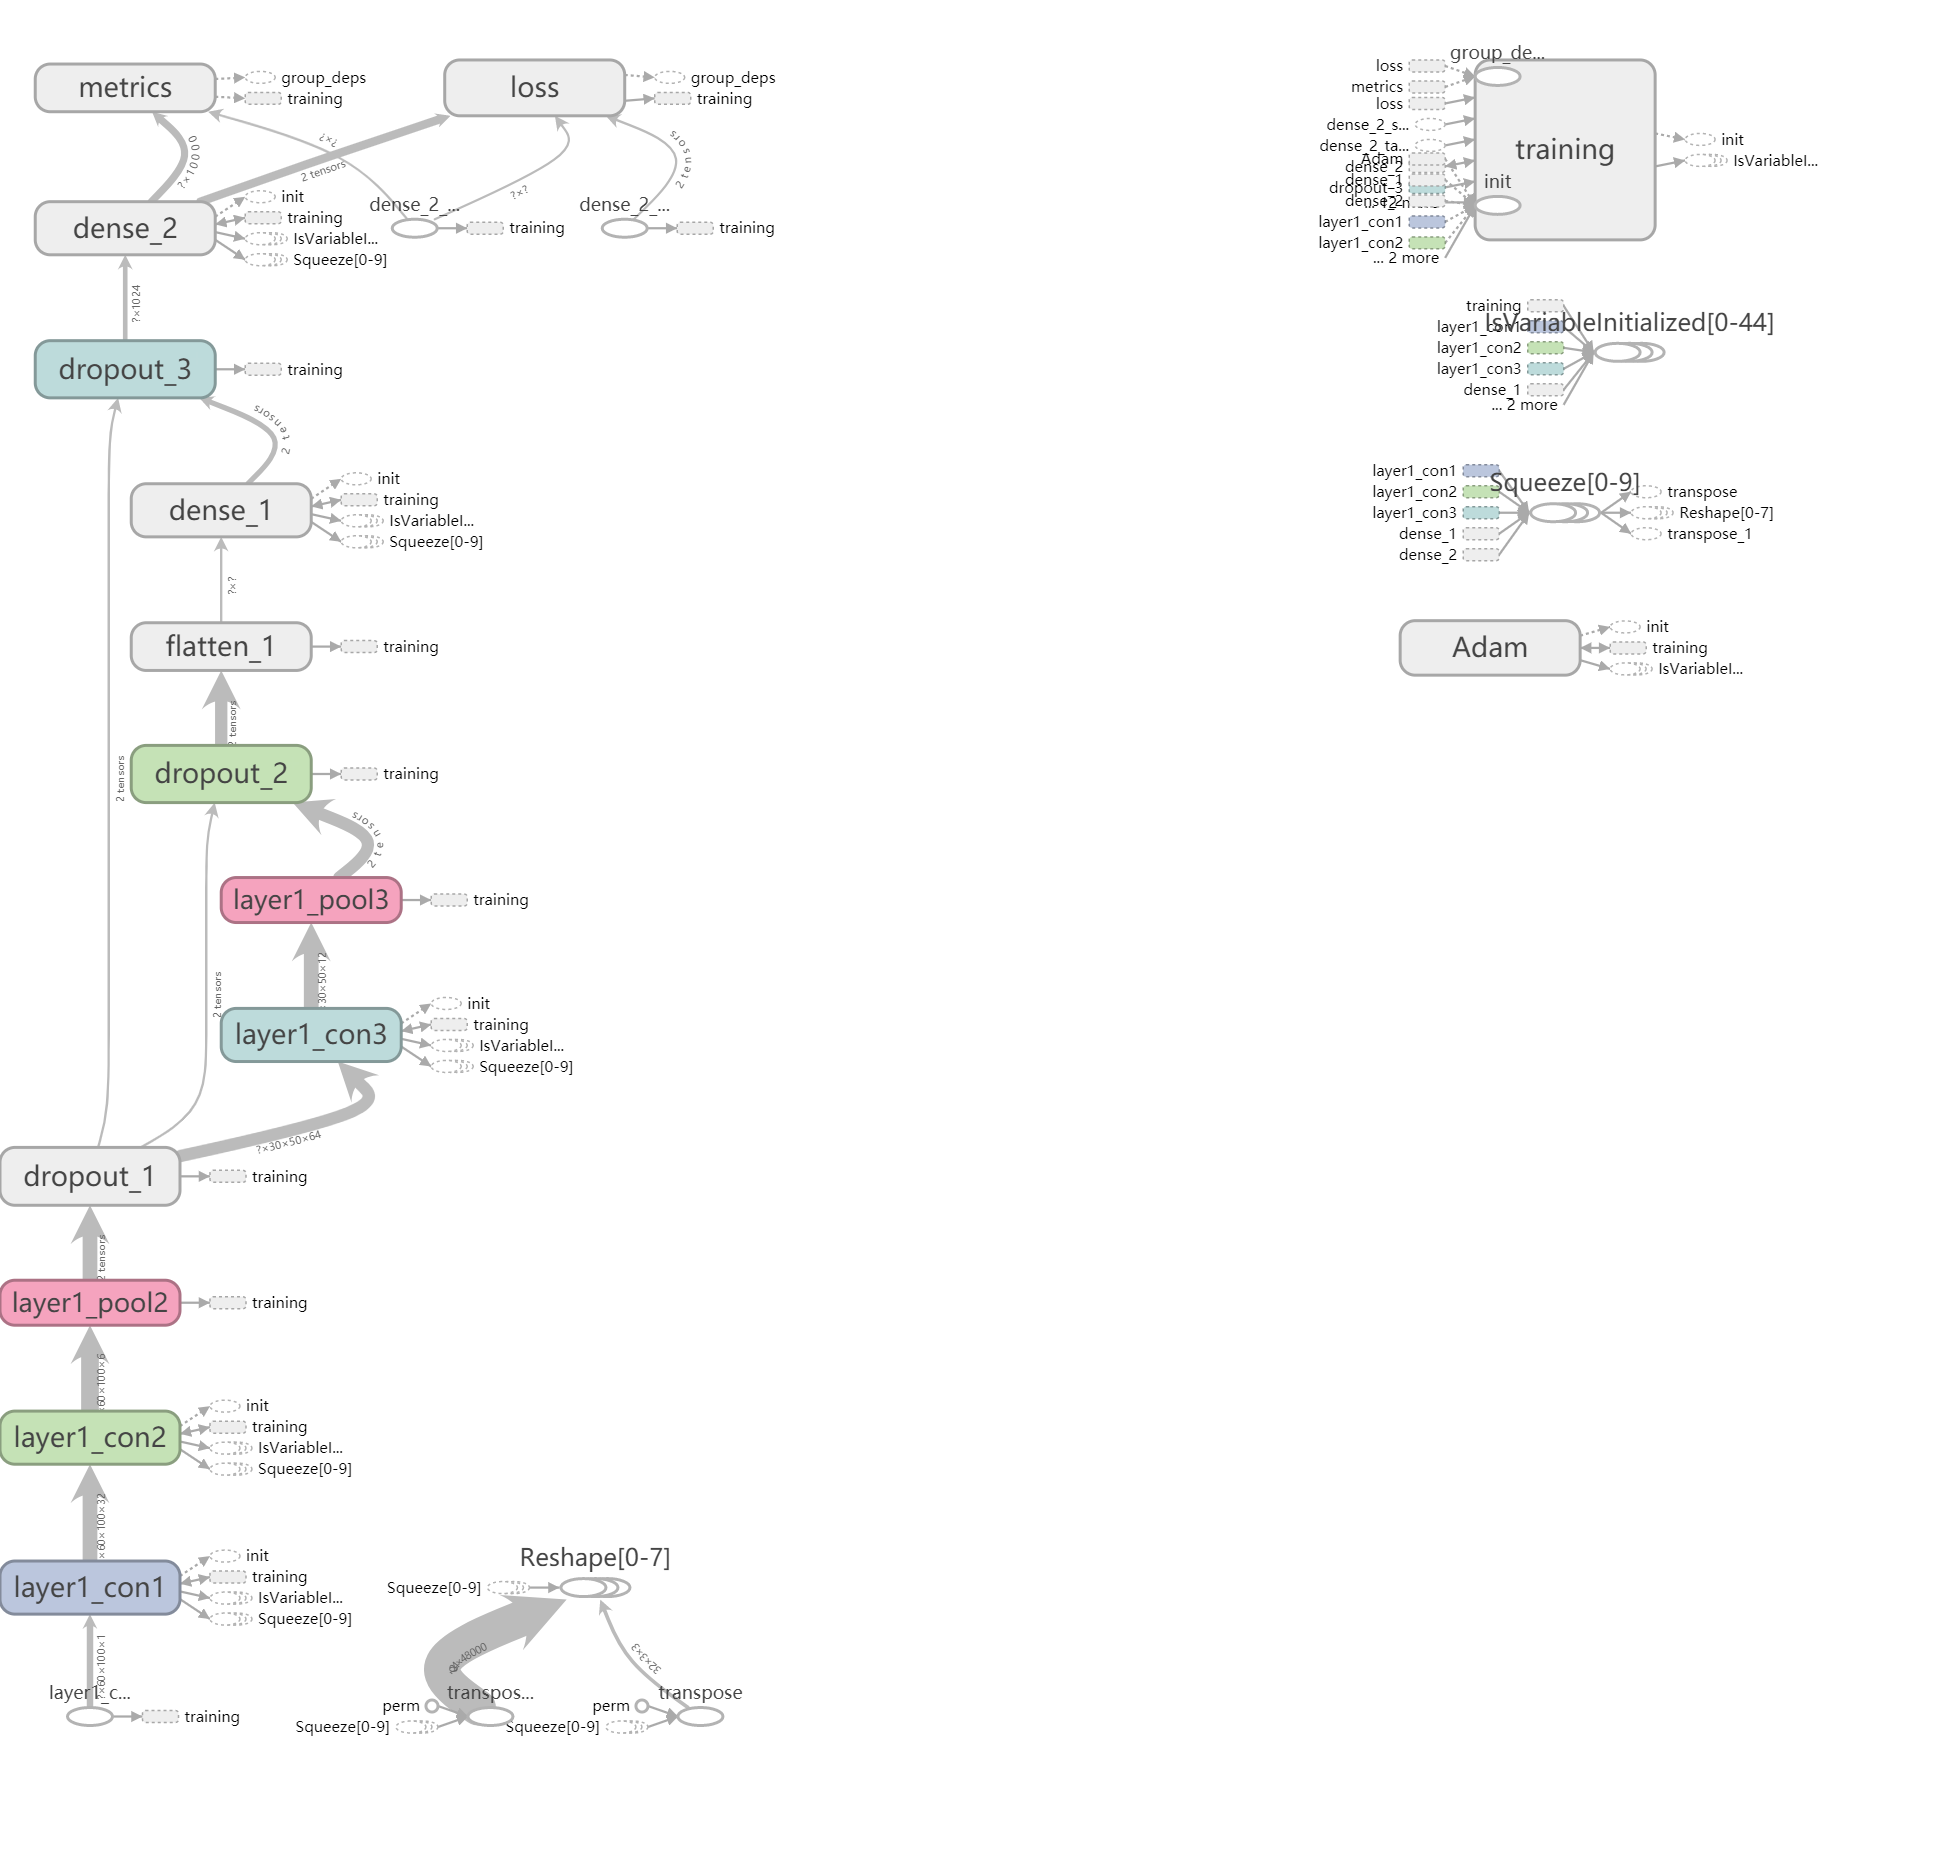 metrics
group_deps
training
loss
group_deps
training
?×10000
2 tensors
?×?
?×?
2 tensors
dense_2
init
training
IsVariableI...
Squeeze[0-9]
dense_2_...
training
dense_2_...
training
?×1024
dropout_3
training
2 tensors
dense_1
init
training
IsVariableI...
Squeeze[0-9]
?×?
flatten_1
training
2 tensors
2 tensors
dropout_2
training
2 tensors
layer1_pool3
training
30×50×12
2 tensors
layer1_con3
init
training
IsVariableI...
Squeeze[0-9]
?×30×50×64
dropout_1
training
2 tensors
layer1_pool2
training
60×100×6
layer1_con2
init
training
IsVariableI...
Squeeze[0-9]
×60×100×32
layer1_con1
init
training
IsVariableI...
Squeeze[0-9]
?×60×100×1
layer1_c...
training
Reshape[0-7]
Squeeze[0-9]
32×3×3
transpos...
perm
Squeeze[0-9]
transpose
perm
Squeeze[0-9]
group_de...
training
init
loss
metrics
loss
dense_2_s...
dense_2_ta...
Adam
dense_2
dense_1
dropout_3
dense_2
layer1_con1
layer1_con2
... 2 more
init
IsVariableI...
IsVariableInitialized[0-44]
training
layer1_con1
layer1_con2
layer1_con3
dense_1
... 2 more
Squeeze[0-9]
layer1_con1
layer1_con2
layer1_con3
dense_1
dense_2
transpose
Reshape[0-7]
transpose_1
Adam
init
training
IsVariableI...